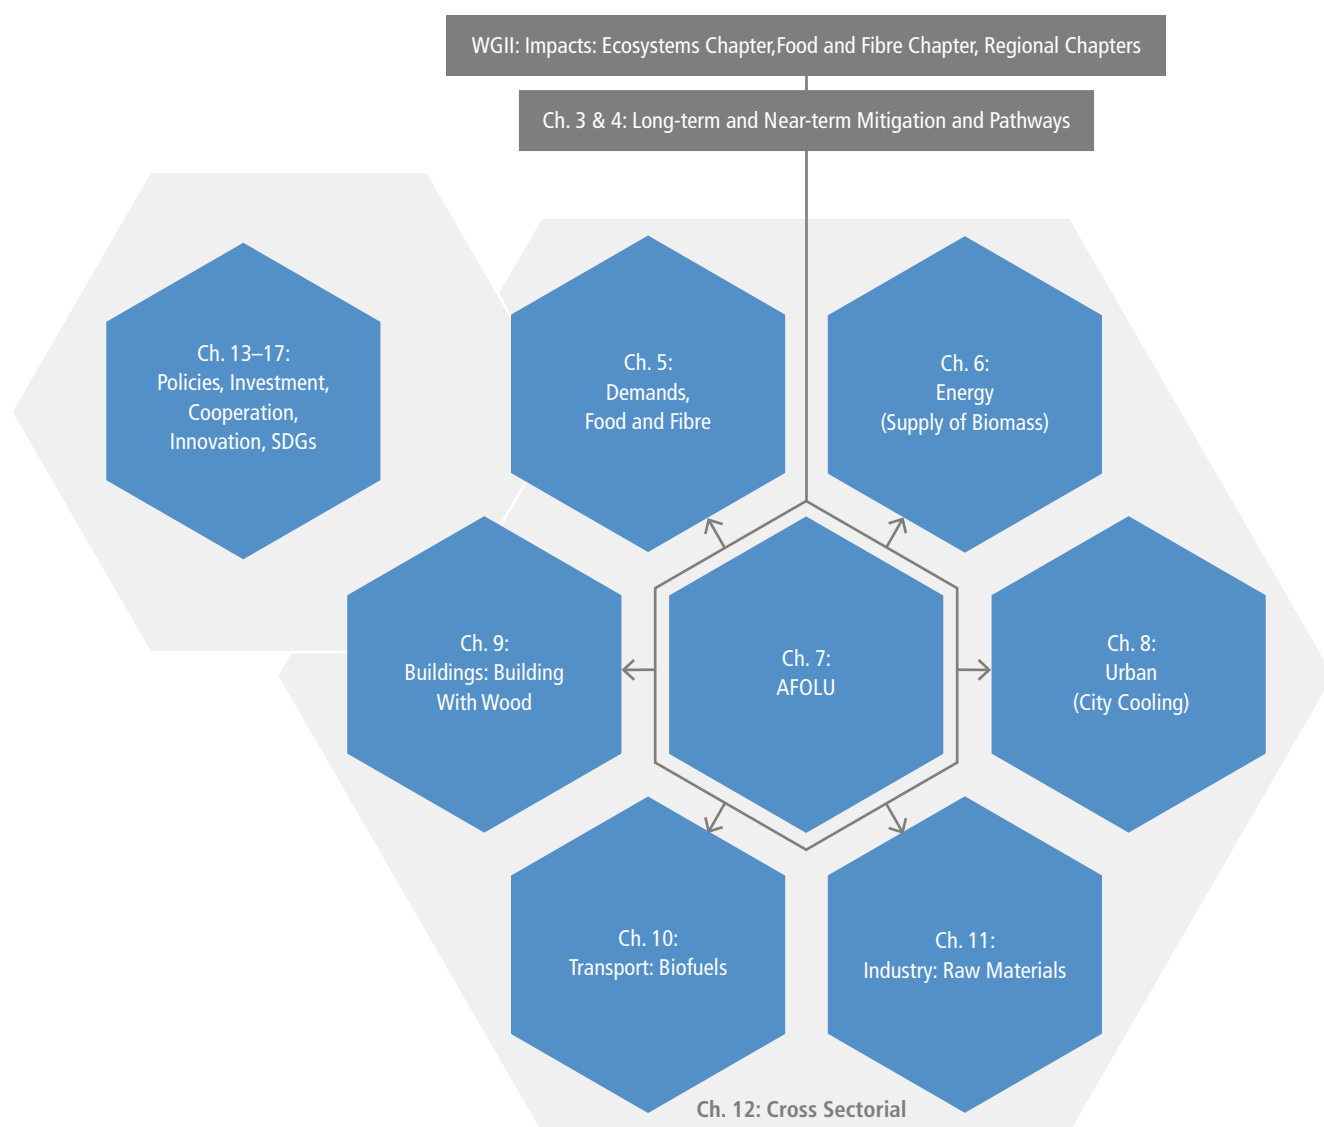 WGII: Impacts: Ecosystems Chapter,Food and Fibre Chapter, Regional Chapters
Ch. 3 & 4: Long-term and Near-term Mitigation and Pathways
Ch. 13–17:
Policies, Investment,
Cooperation,
Innovation, SDGs
Ch. 5:
Demands,
Food and Fibre
Ch. 6:
Energy
(Supply of Biomass)
Ch. 9:
Buildings: Building
With Wood
Ch. 7:
AFOLU
Ch. 8:
Urban
(City Cooling)
Ch. 10:
Transport: Biofuels
Ch. 11:
Industry: Raw Materials
Ch. 12: Cross Sectorial